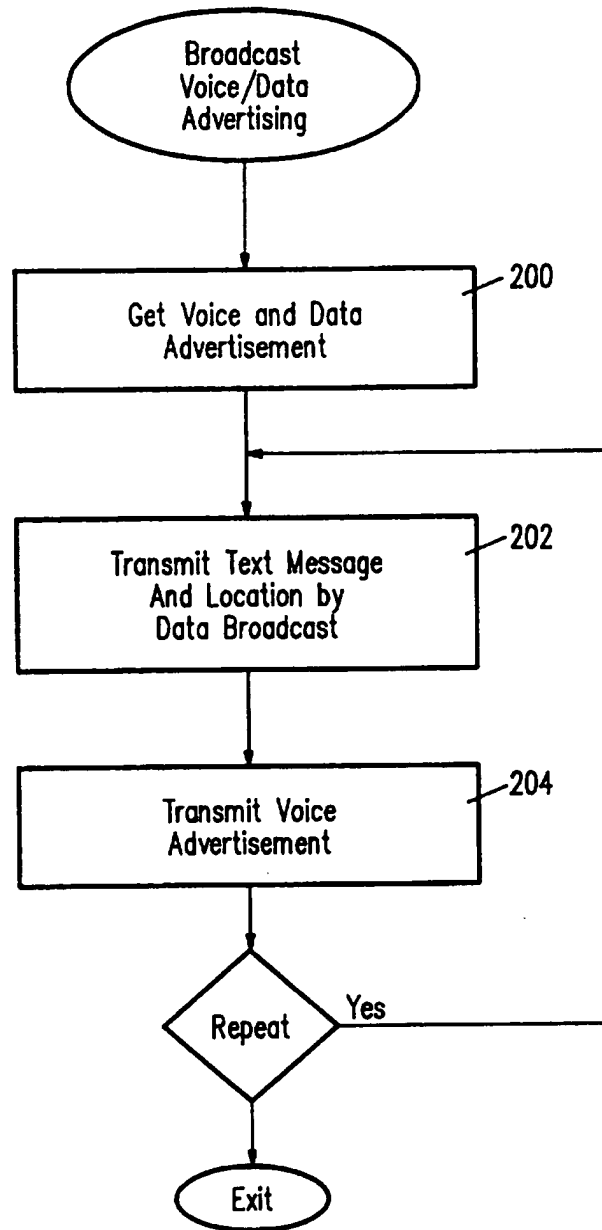 Broadcast
Voice/Data
Advertising
200
Get Voice and Data
Advertisement
202
Transmit Text Message
And Location by
Data Broadcast
204
Transmit Voice
Advertisement
Repeat
Yes
Exit